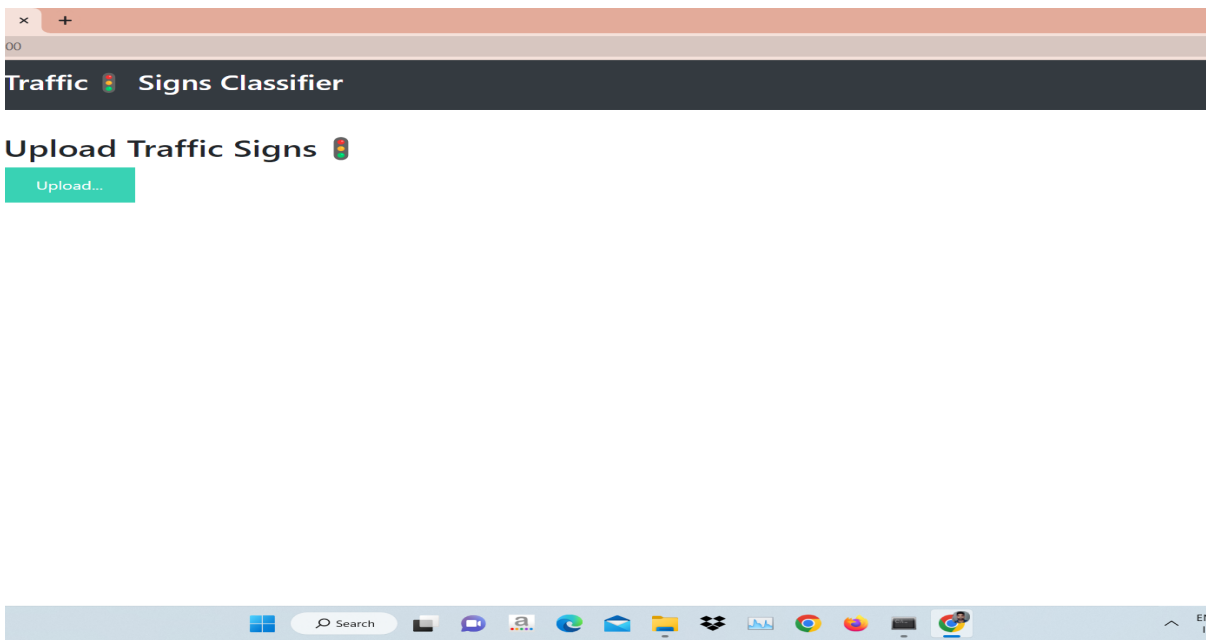 × +
00
Traffic 🚦 Signs Classifier
Upload Traffic Signs 🚦
Upload...
Search
a